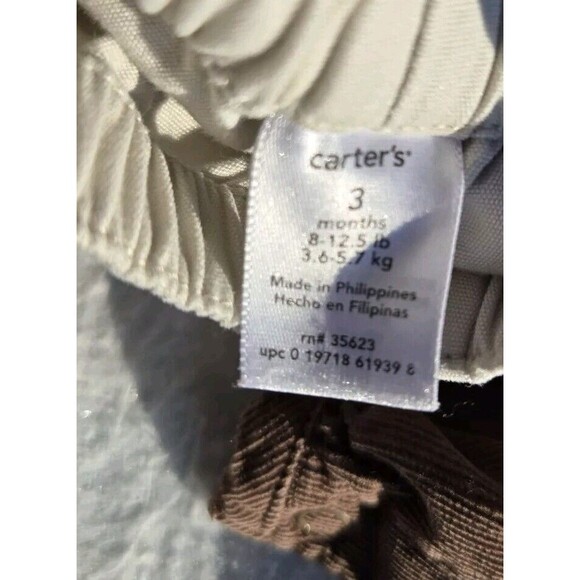 carter's
3
months
8-12.5 lb
3.6-5.7 kg
Made in Philippines
Hecho en Filipinas
rn# 35623
upc 0 19718 61939 8